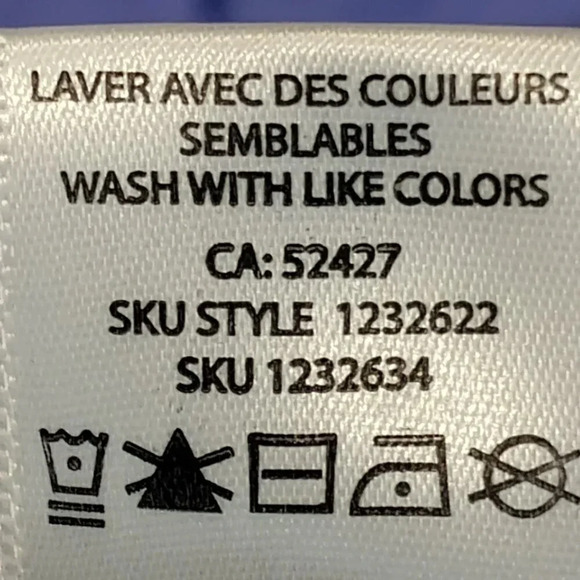 LAVER AVEC DES COULEURS
SEMBLABLES
WASH WITH LIKE COLORS
CA: 52427
SKU STYLE 1232622
SKU 1232634